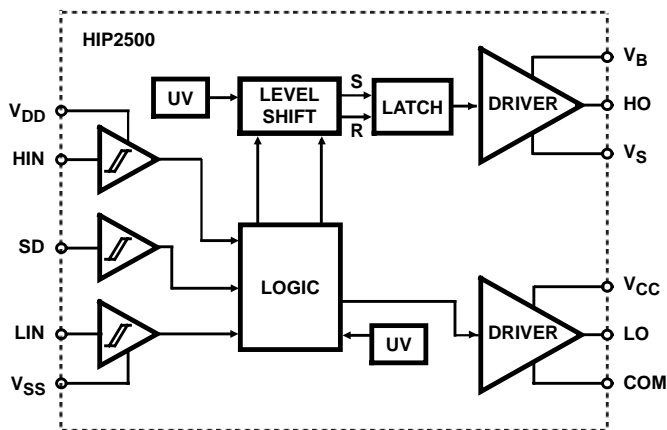 HIP2500
V_B
UV
LEVEL
SHIFT
S
R
LATCH
DRIVER
HO
V_DD
HIN
V_S
SD
LOGIC
V_CC
LIN
UV
DRIVER
LO
V_SS
COM